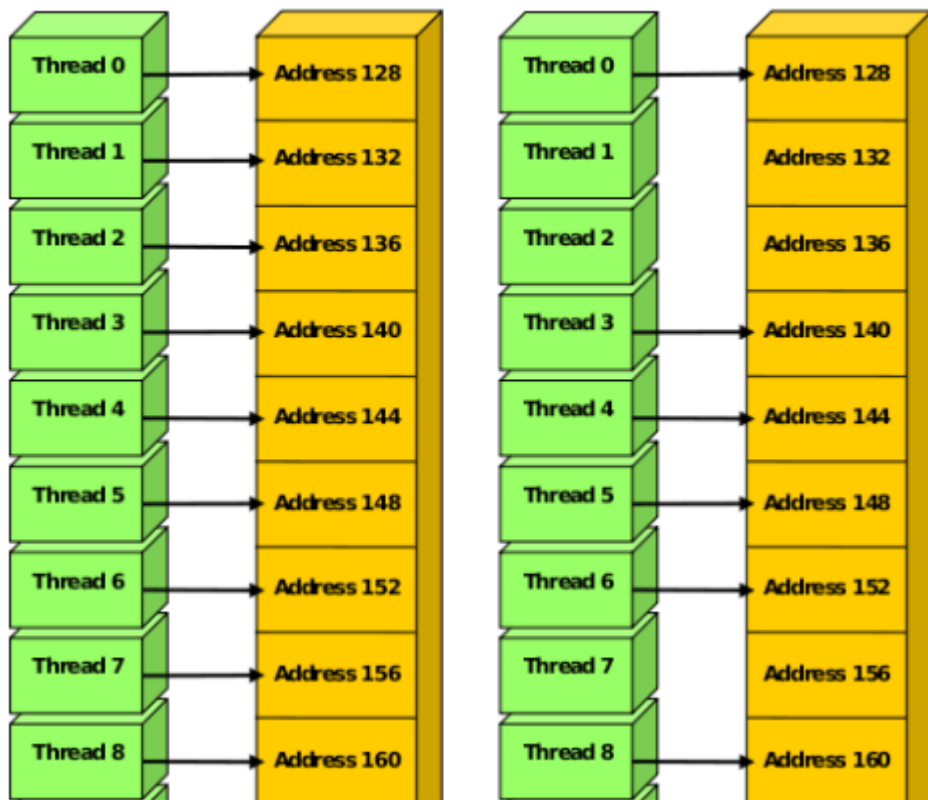 Thread 0
Address 128
Thread 0
Address 128
Thread 1
Address 132
Thread 1
Address 132
Thread 2
Address 136
Thread 2
Address 136
Thread 3
Address 140
Thread 3
Address 140
Thread 4
Address 144
Thread 4
Address 144
Thread 5
Address 148
Thread 5
Address 148
Thread 6
Address 152
Thread 6
Address 152
Thread 7
Address 156
Thread 7
Address 156
Thread 8
Address 160
Thread 8
Address 160